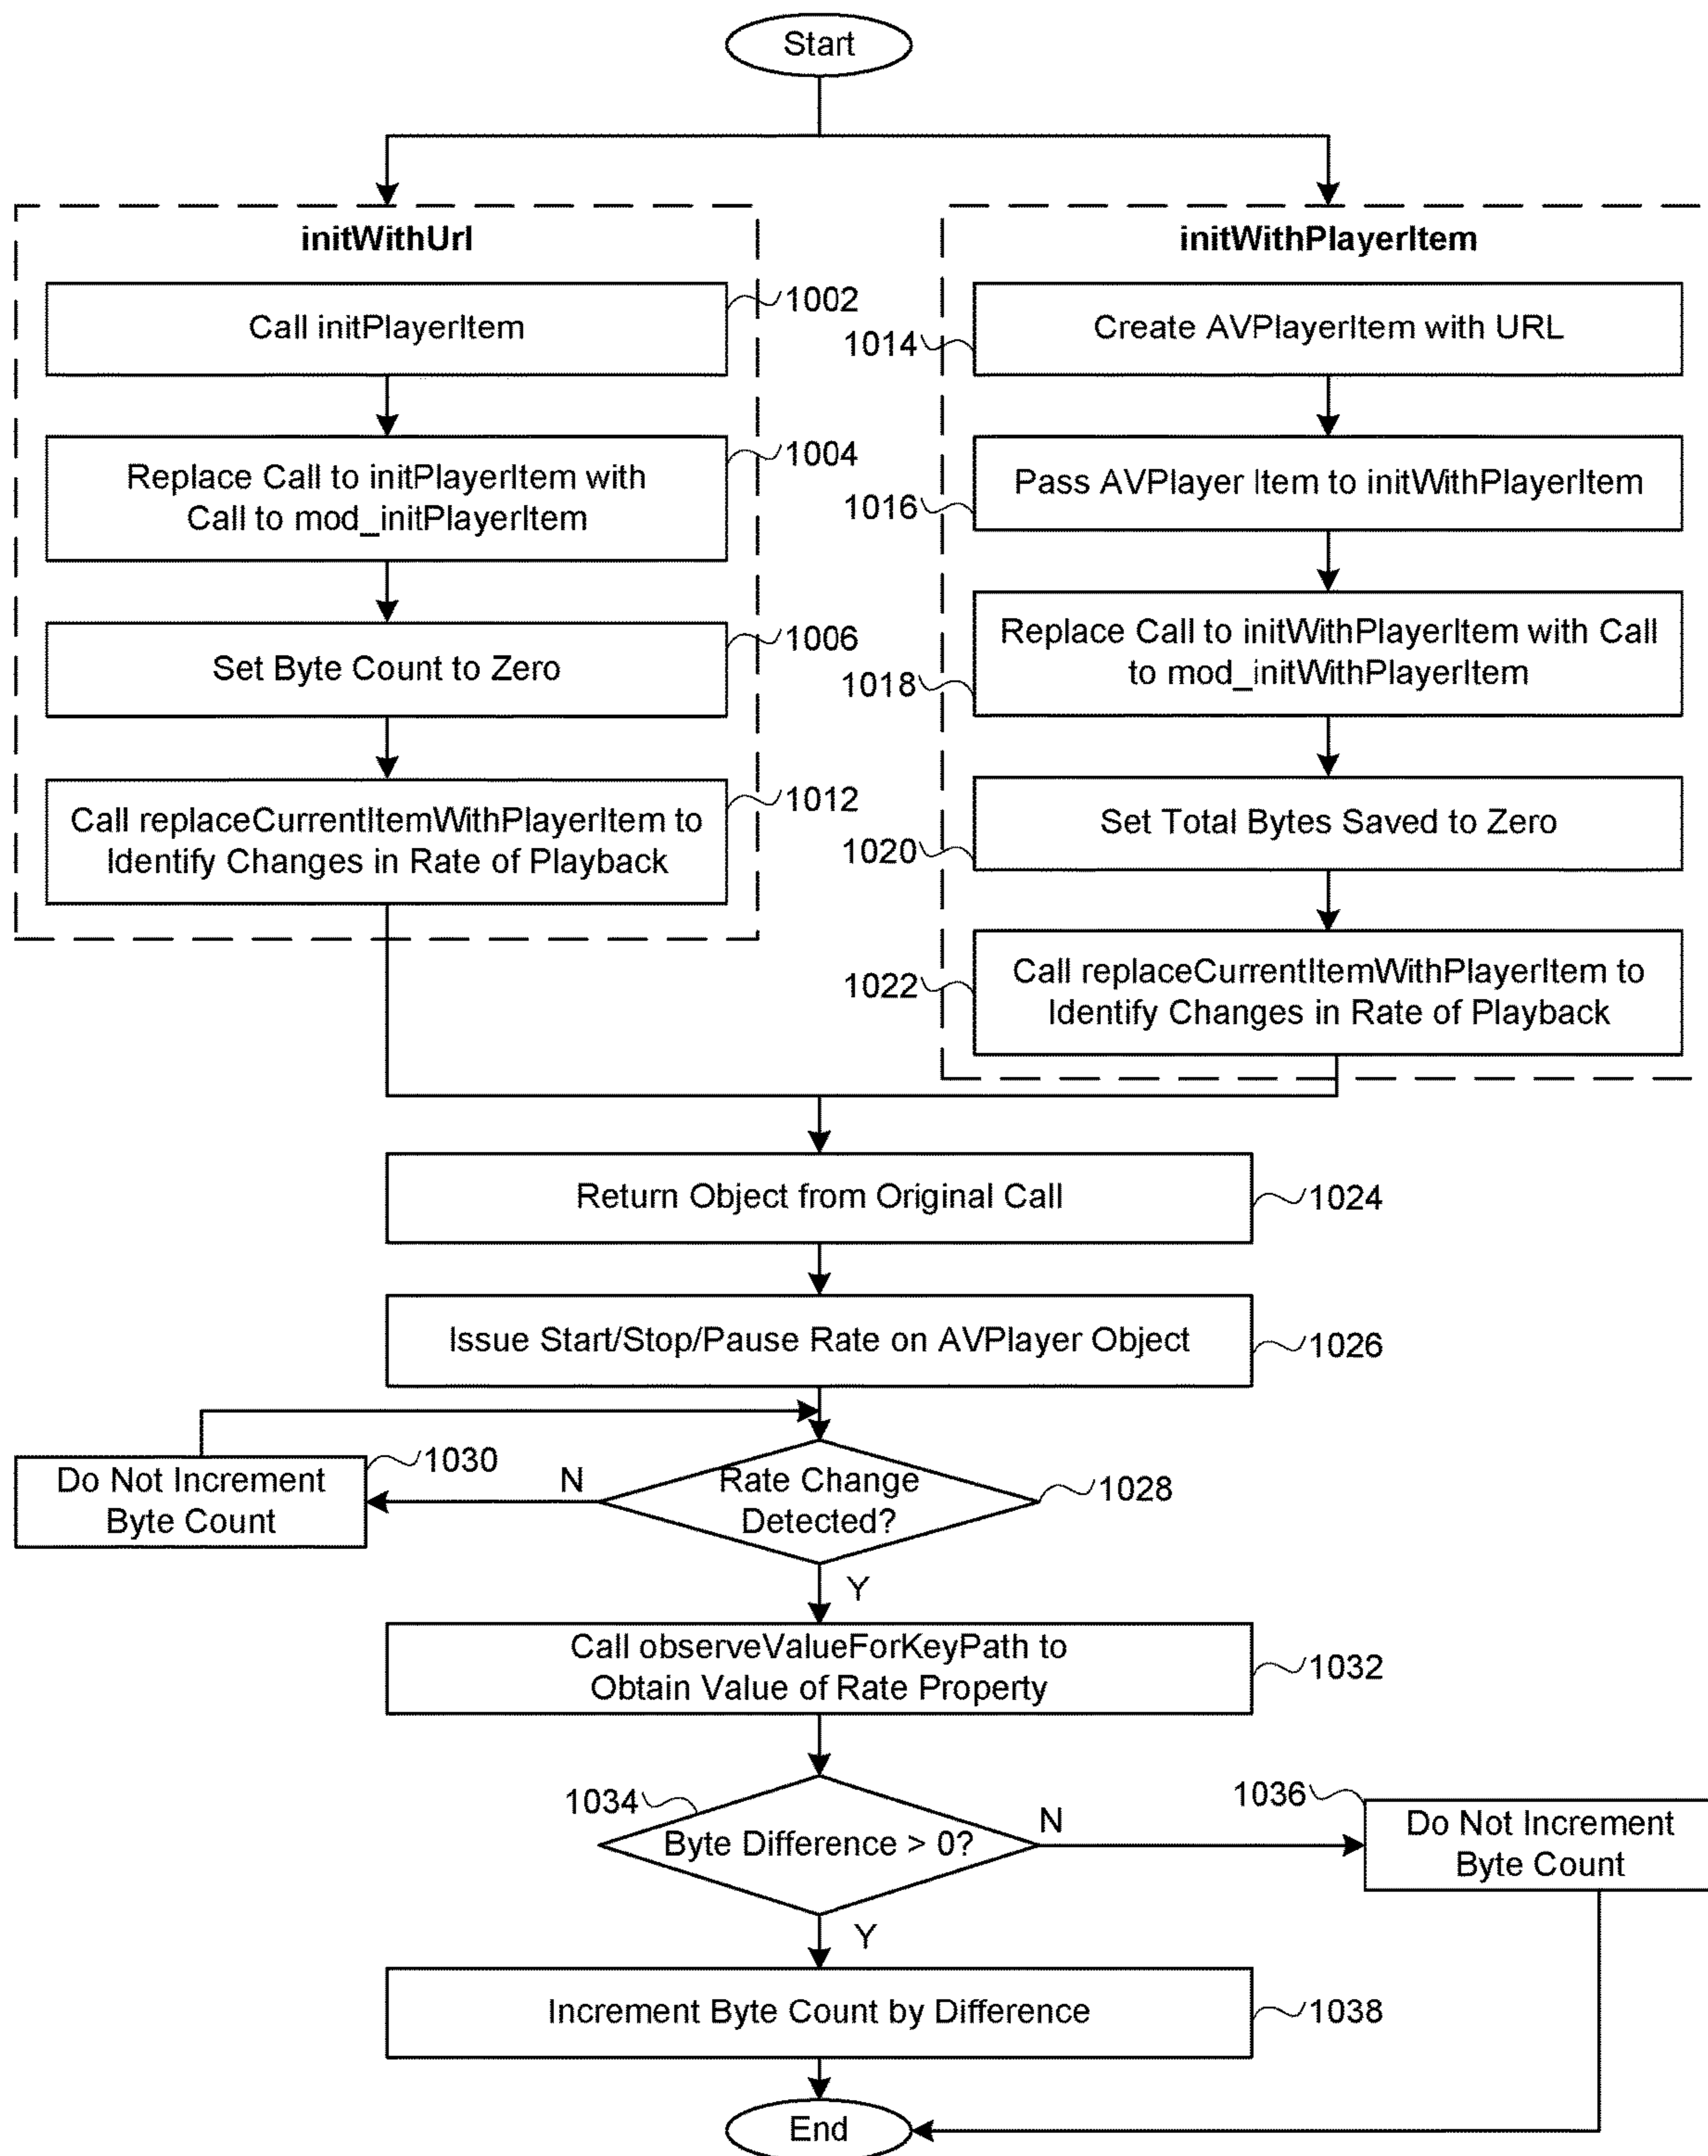 Start
initWithUrl
Call initPlayerItem
1002
Replace Call to initPlayerItem with
Call to mod_initPlayerItem
1004
Set Byte Count to Zero
1006
Call replaceCurrentItemWithPlayerItem to
Identify Changes in Rate of Playback
1012
initWithPlayerItem
Create AVPlayerItem with URL
1014
Pass AVPlayer Item to initWithPlayerItem
1016
Replace Call to initWithPlayerItem with Call
to mod_initWithPlayerItem
1018
Set Total Bytes Saved to Zero
1020
Call replaceCurrentItemWithPlayerItem to
Identify Changes in Rate of Playback
1022
Return Object from Original Call
1024
Issue Start/Stop/Pause Rate on AVPlayer Object
1026
Rate Change
Detected?
1028
N
Do Not Increment
Byte Count
1030
Y
Call observeValueForKeyPath to
Obtain Value of Rate Property
1032
1034
Byte Difference > 0?
N
1036
Do Not Increment
Byte Count
Y
Increment Byte Count by Difference
1038
End